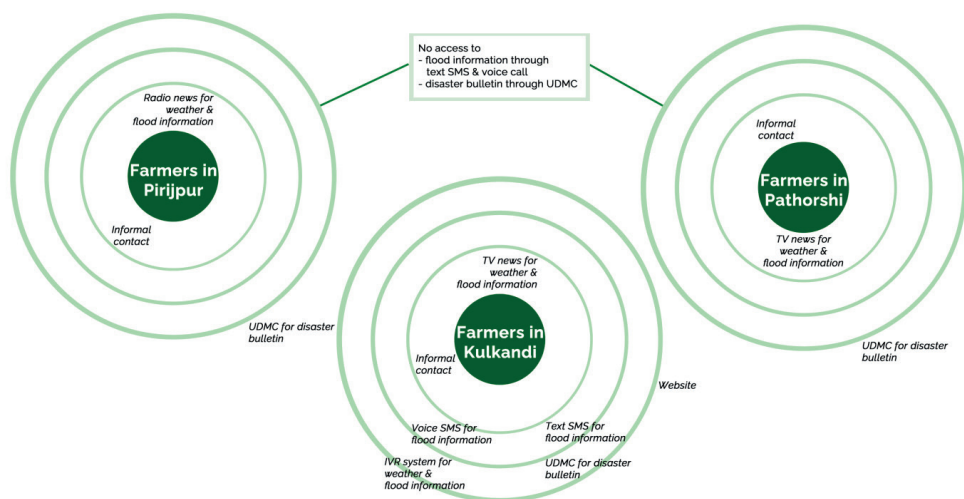 No access to
- flood information through
text SMS & voice call
- disaster bulletin through UDMC
Radio news for
weather &
flood information
Farmers in
Pirijpur
Informal
contact
UDMC for disaster
bulletin
TV news for
weather &
flood information
Farmers in
Kulkandi
Informal
contact
Website
Voice SMS for
flood information
Text SMS for
flood information
IVR system for
weather &
flood information
UDMC for disaster
bulletin
Informal
contact
Farmers in
Pathorshi
TV news for
weather &
flood information
UDMC for disaster
bulletin